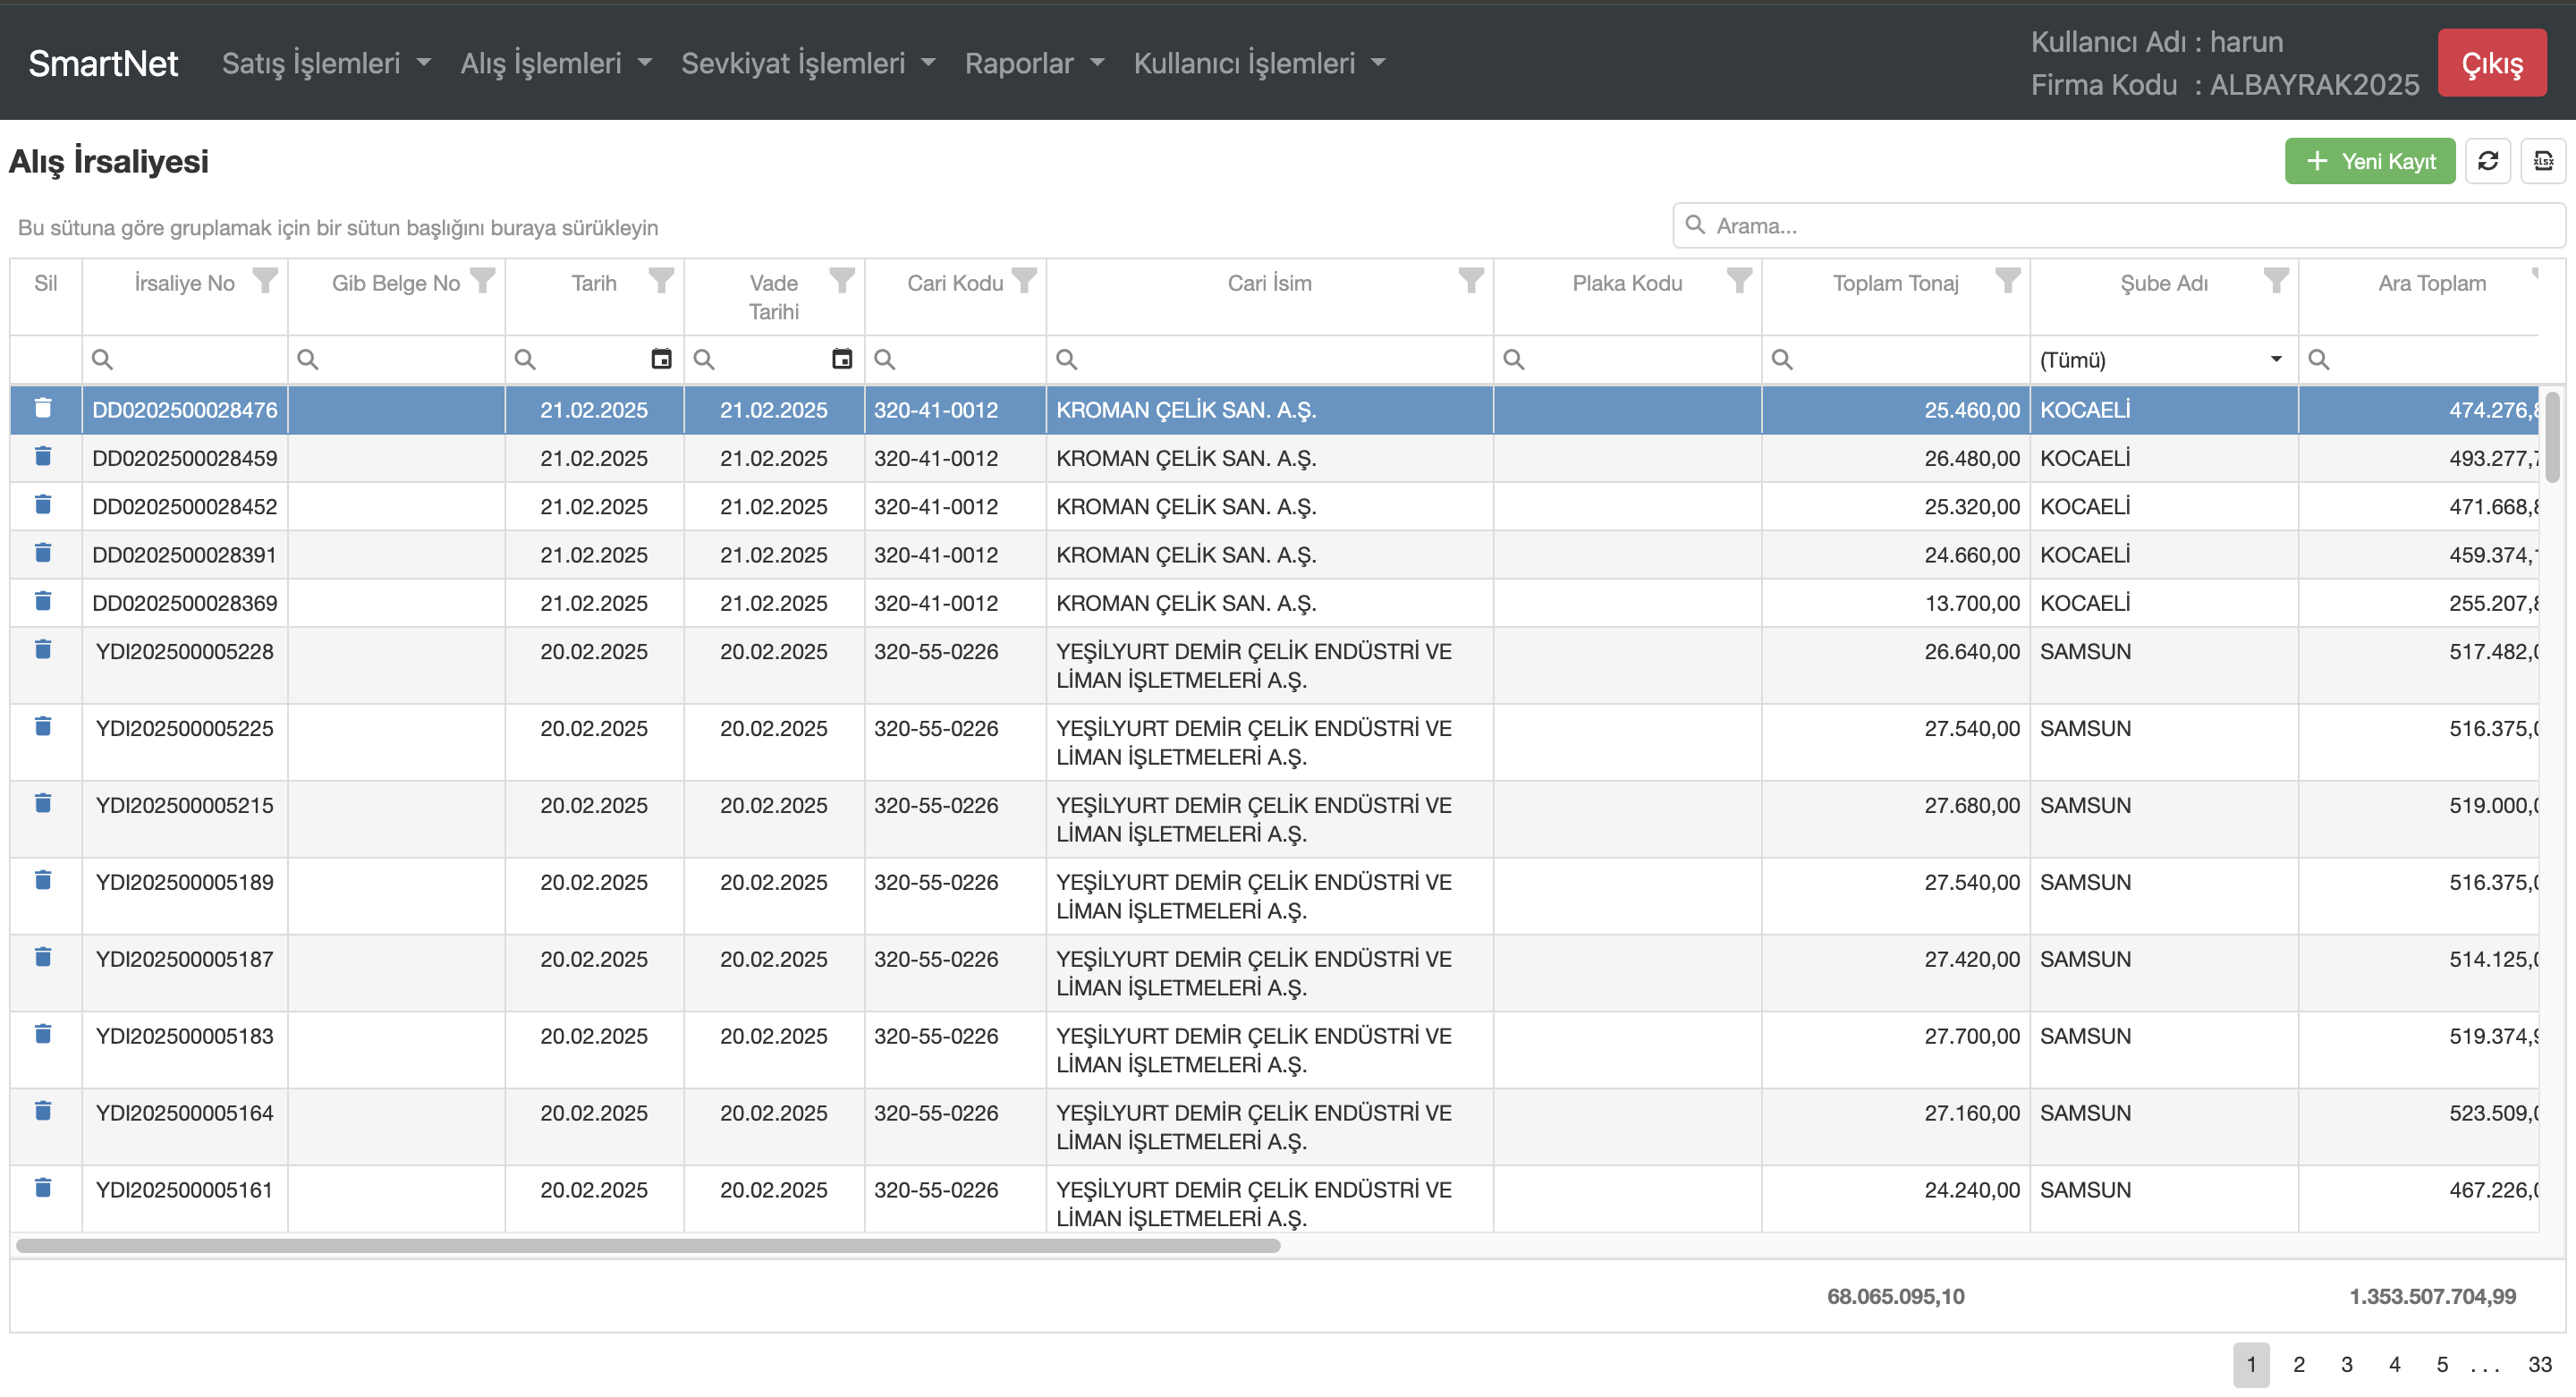 SmartNet Satış İşlemleri Alış İşlemleri Sevkiyat İşlemleri Raporlar Kullanıcı İşlemleri
Kullanıcı Adı : harun
Firma Kodu : ALBAYRAK2025
Çıkış
Alış İrsaliyesi
+ Yeni Kayıt
XLSX
Bu sütuna göre gruplamak için bir sütun başlığını buraya sürükleyin
Arama...
Sil İrsaliye No Gib Belge No Tarih Vade Tarihi Cari Kodu Cari İsim Plaka Kodu Toplam Tonaj Şube Adı Ara Toplam
(Tümü)
DD0202500028476 21.02.2025 21.02.2025 320-41-0012 KROMAN ÇELİK SAN. A.Ş. 25.460,00 KOCAELİ 474.276,8
DD0202500028459 21.02.2025 21.02.2025 320-41-0012 KROMAN ÇELİK SAN. A.Ş. 26.480,00 KOCAELİ 493.277,7
DD0202500028452 21.02.2025 21.02.2025 320-41-0012 KROMAN ÇELİK SAN. A.Ş. 25.320,00 KOCAELİ 471.668,8
DD0202500028391 21.02.2025 21.02.2025 320-41-0012 KROMAN ÇELİK SAN. A.Ş. 24.660,00 KOCAELİ 459.374,1
DD0202500028369 21.02.2025 21.02.2025 320-41-0012 KROMAN ÇELİK SAN. A.Ş. 13.700,00 KOCAELİ 255.207,8
YDI202500005228 20.02.2025 20.02.2025 320-55-0226 YEŞİLYURT DEMİR ÇELİK ENDÜSTRİ VE LİMAN İŞLETMELERİ A.Ş. 26.640,00 SAMSUN 517.482,0
YDI202500005225 20.02.2025 20.02.2025 320-55-0226 YEŞİLYURT DEMİR ÇELİK ENDÜSTRİ VE LİMAN İŞLETMELERİ A.Ş. 27.540,00 SAMSUN 516.375,0
YDI202500005215 20.02.2025 20.02.2025 320-55-0226 YEŞİLYURT DEMİR ÇELİK ENDÜSTRİ VE LİMAN İŞLETMELERİ A.Ş. 27.680,00 SAMSUN 519.000,0
YDI202500005189 20.02.2025 20.02.2025 320-55-0226 YEŞİLYURT DEMİR ÇELİK ENDÜSTRİ VE LİMAN İŞLETMELERİ A.Ş. 27.540,00 SAMSUN 516.375,0
YDI202500005187 20.02.2025 20.02.2025 320-55-0226 YEŞİLYURT DEMİR ÇELİK ENDÜSTRİ VE LİMAN İŞLETMELERİ A.Ş. 27.420,00 SAMSUN 514.125,0
YDI202500005183 20.02.2025 20.02.2025 320-55-0226 YEŞİLYURT DEMİR ÇELİK ENDÜSTRİ VE LİMAN İŞLETMELERİ A.Ş. 27.700,00 SAMSUN 519.374,9
YDI202500005164 20.02.2025 20.02.2025 320-55-0226 YEŞİLYURT DEMİR ÇELİK ENDÜSTRİ VE LİMAN İŞLETMELERİ A.Ş. 27.160,00 SAMSUN 523.509,0
YDI202500005161 20.02.2025 20.02.2025 320-55-0226 YEŞİLYURT DEMİR ÇELİK ENDÜSTRİ VE LİMAN İŞLETMELERİ A.Ş. 24.240,00 SAMSUN 467.226,0
68.065.095,10 1.353.507.704,99
1 2 3 4 5 ... 33